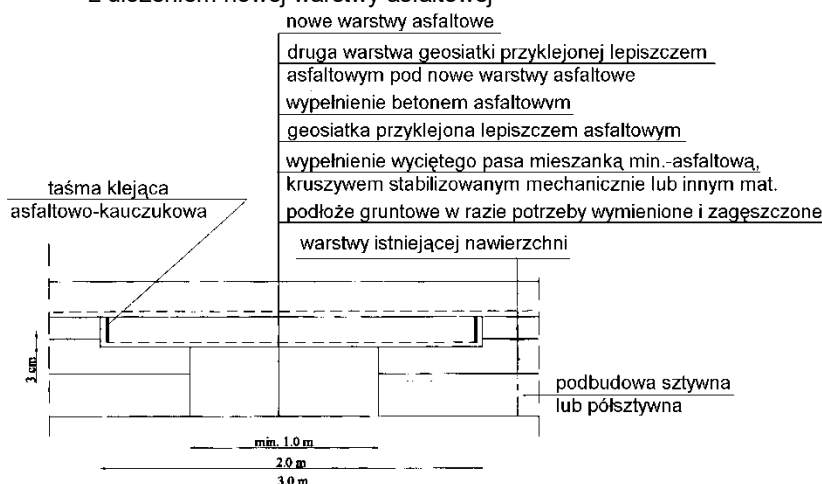 z ułożeniem nowej warstwy asfaltowej
nowe warstwy asfaltowe
druga warstwa geosiatki przyklejonej lepiszczem
asfaltowym pod nowe warstwy asfaltowe
wypełnienie betonem asfaltowym
geosiatka przyklejona lepiszczem asfaltowym
wypełnienie wyciętego pasa mieszanką min.-asfaltową,
kruszywem stabilizowanym mechanicznie lub innym mat.
podłoże gruntowe w razie potrzeby wymienione i zagęszczone
warstwy istniejącej nawierzchni
taśma klejąca
asfaltowo-kauczukowa
3 cm
podbudowa sztywna
lub półsztywna
min. 1.0 m
2.0 m
3.0 m